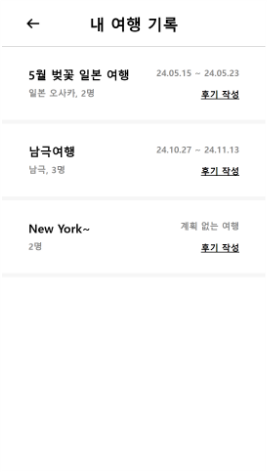 내 여행 기록
5월 벚꽃 일본 여행 24.05.15 ~ 24.05.23
일본 오사카, 2명 후기 작성
남극여행 24.10.27 ~ 24.11.13
남극, 3명 후기 작성
New York~ 계획 없는 여행
2명 후기 작성